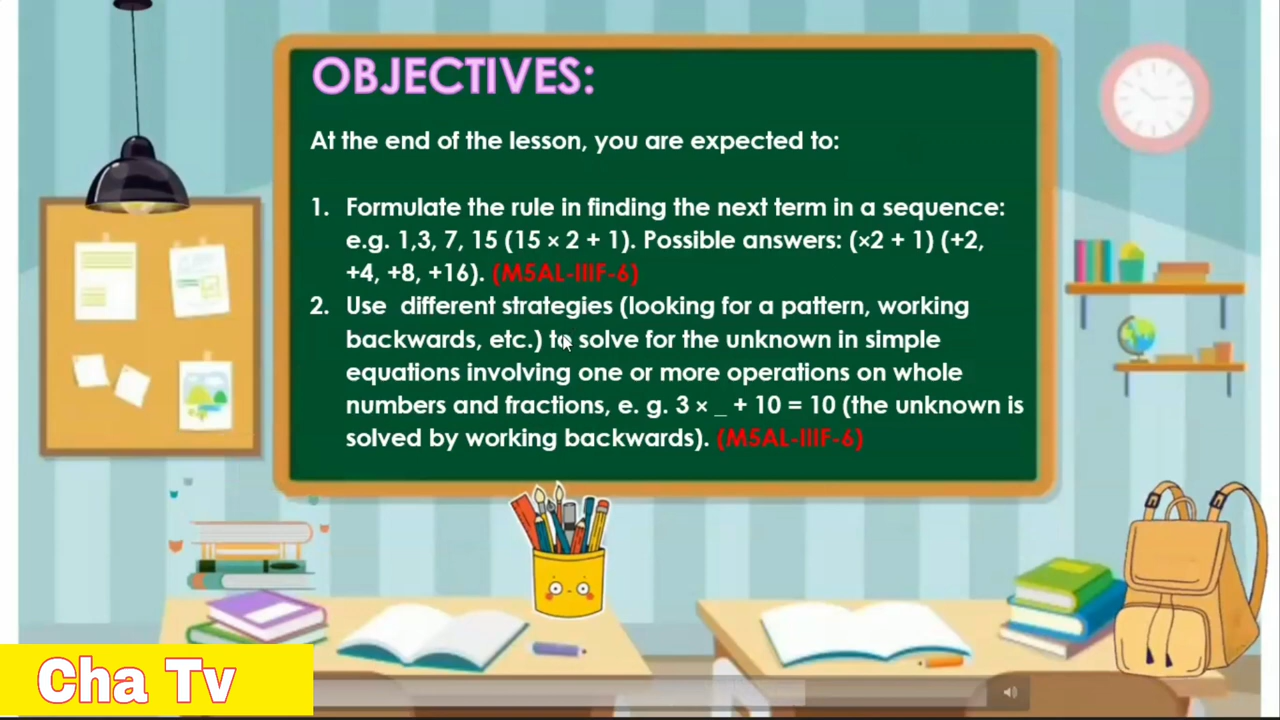 OBJECTIVES:
At the end of the lesson, you are expected to:
1. Formulate the rule in finding the next term in a sequence:
e.g. 1,3, 7, 15 (15 × 2 + 1). Possible answers: (×2 + 1) (+2,
+4, +8, +16). (M5AL-IIIF-6)
2. Use different strategies (looking for a pattern, working
backwards, etc.) to solve for the unknown in simple
equations involving one or more operations on whole
numbers and fractions, e. g. 3 × _ + 10 = 10 (the unknown is
solved by working backwards). (M5AL-IIIF-6)
Cha Tv